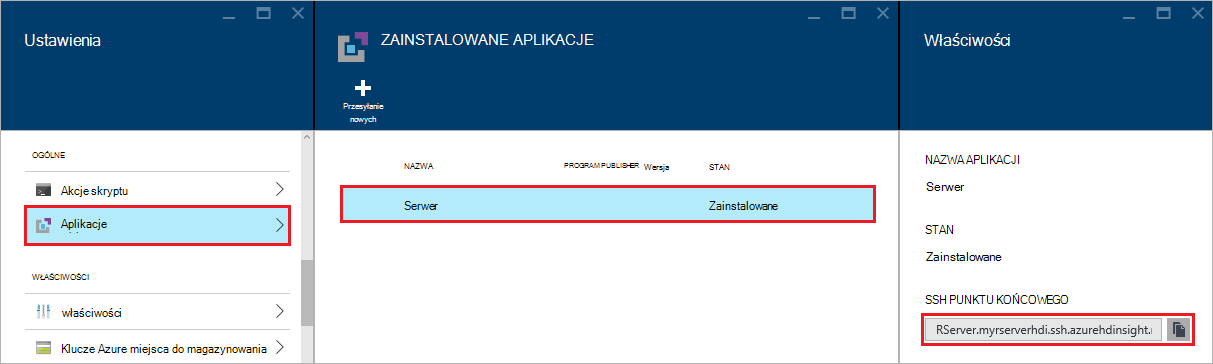 Ustawienia
OGÓLNE
Akcje skryptu
Aplikacje
WŁAŚCIWOŚCI
właściwości
Klucze Azure miejsca do magazynowania
ZAINSTALOWANE APLIKACJE
Przesyłanie
nowych
NAZWA PROGRAM PUBLISHER Wersja STAN
Serwer Zainstalowane
Właściwości
NAZWA APLIKACJI
Serwer
STAN
Zainstalowane
SSH PUNKTU KOŃCOWEGO
RServer.myrserverhdi.ssh.azurehdinsight.